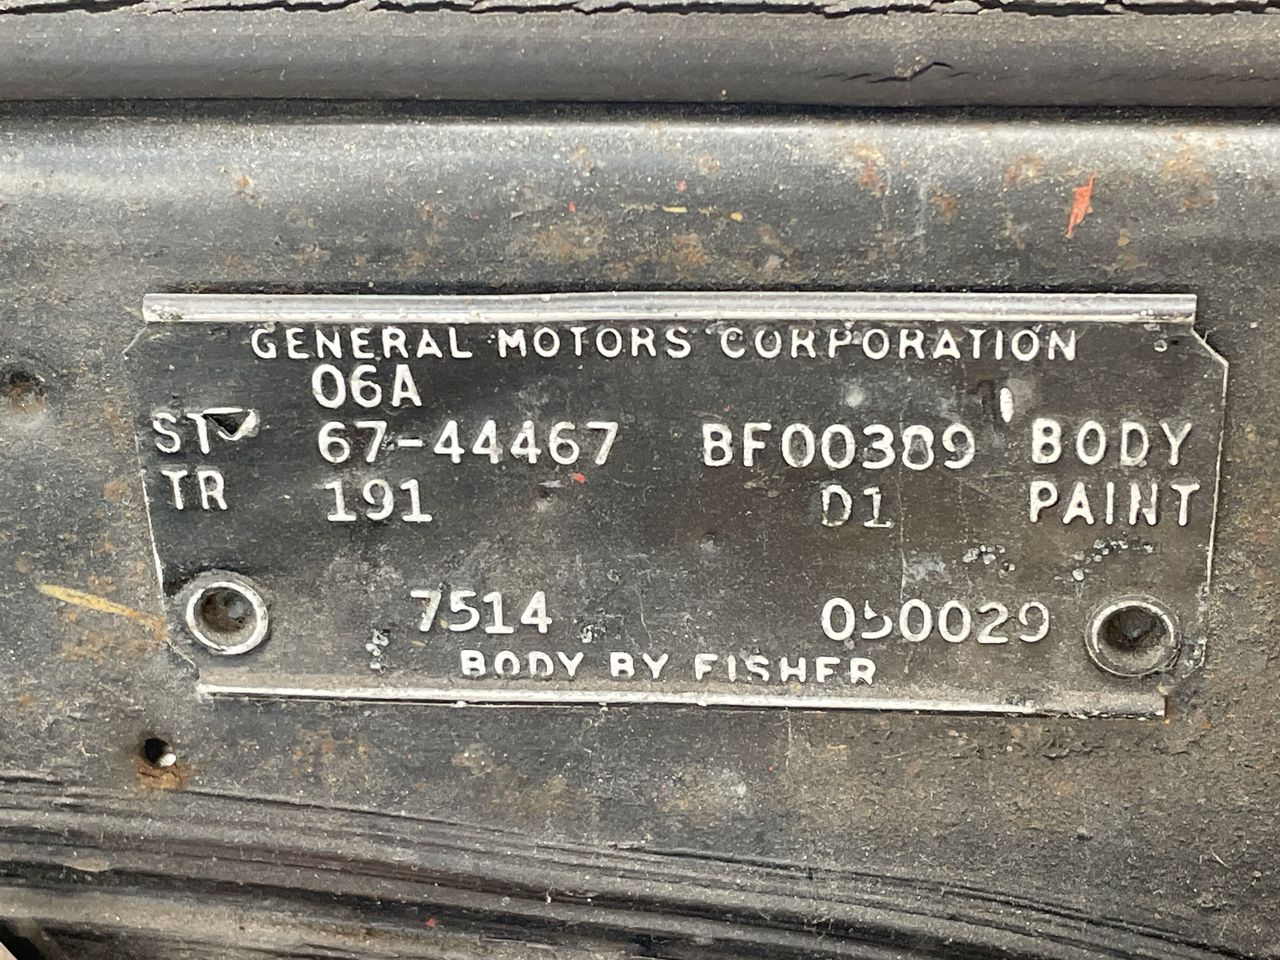 GENERAL MOTORS CORPORATION
06A
ST 67-44467 BF00389 BODY
TR 191 D1 PAINT
7514 050029
BODY BY FISHER